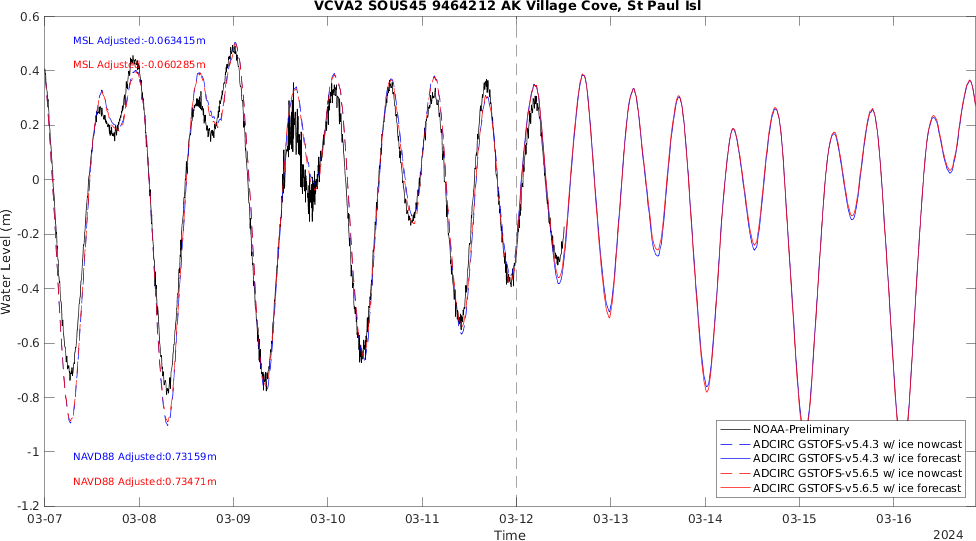 VCVA2 SOUS45 9464212 AK Village Cove, St Paul Isl
0.6
0.4
0.2
0
-0.2
-0.4
-0.6
-0.8
-1
-1.2
Water Level (m)
MSL Adjusted:-0.063415m
MSL Adjusted:-0.060285m
NAVD88 Adjusted:0.73159m
NAVD88 Adjusted:0.73471m
NOAA-Preliminary
ADCIRC GSTOFS-v5.4.3 w/ ice nowcast
ADCIRC GSTOFS-v5.4.3 w/ ice forecast
ADCIRC GSTOFS-v5.6.5 w/ ice nowcast
ADCIRC GSTOFS-v5.6.5 w/ ice forecast
03-07 03-08 03-09 03-10 03-11 03-12 03-13 03-14 03-15 03-16
Time
2024